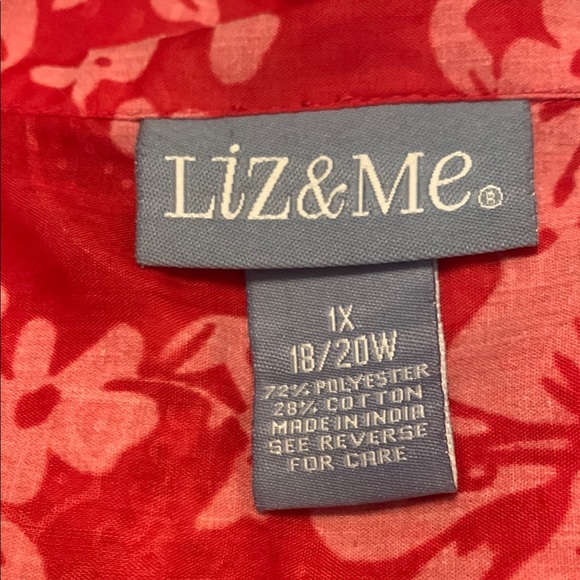 LiZ&Me®
1X
18/20W
72% POLYESTER
28% COTTON
MADE IN INDIA
SEE REVERSE
FOR CARE